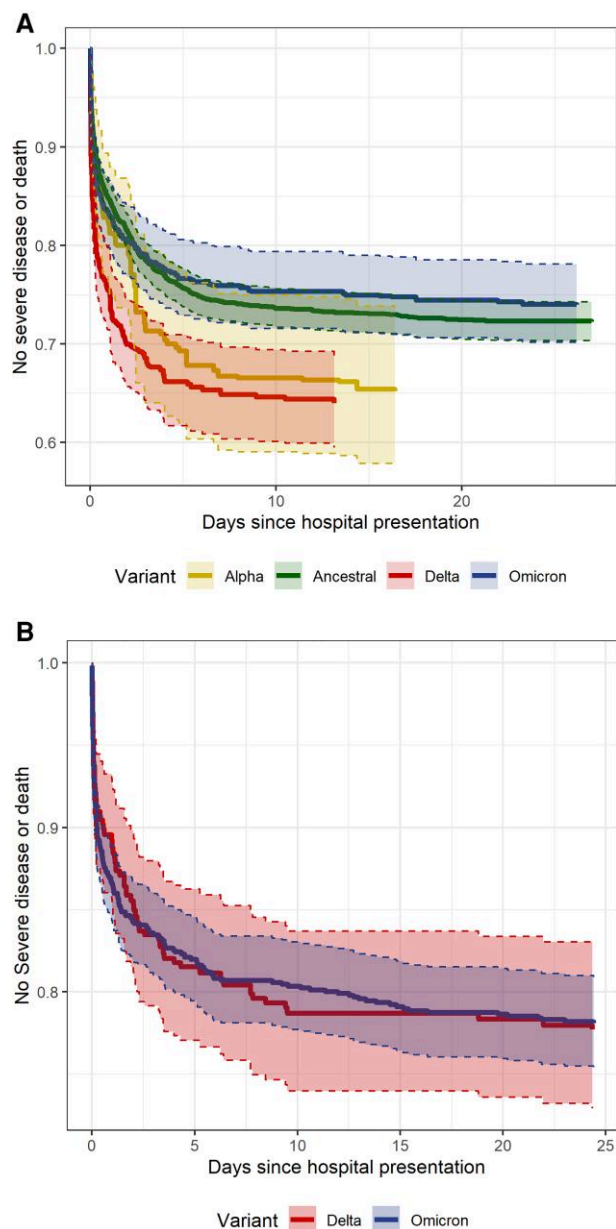 A
1.0
0.9
0.8
0.7
0.6
No severe disease or death
0 10 20
Days since hospital presentation
Variant Alpha Ancestral Delta Omicron
B
1.0
0.9
0.8
No Severe disease or death
0 5 10 15 20 25
Days since hospital presentation
Variant Delta Omicron